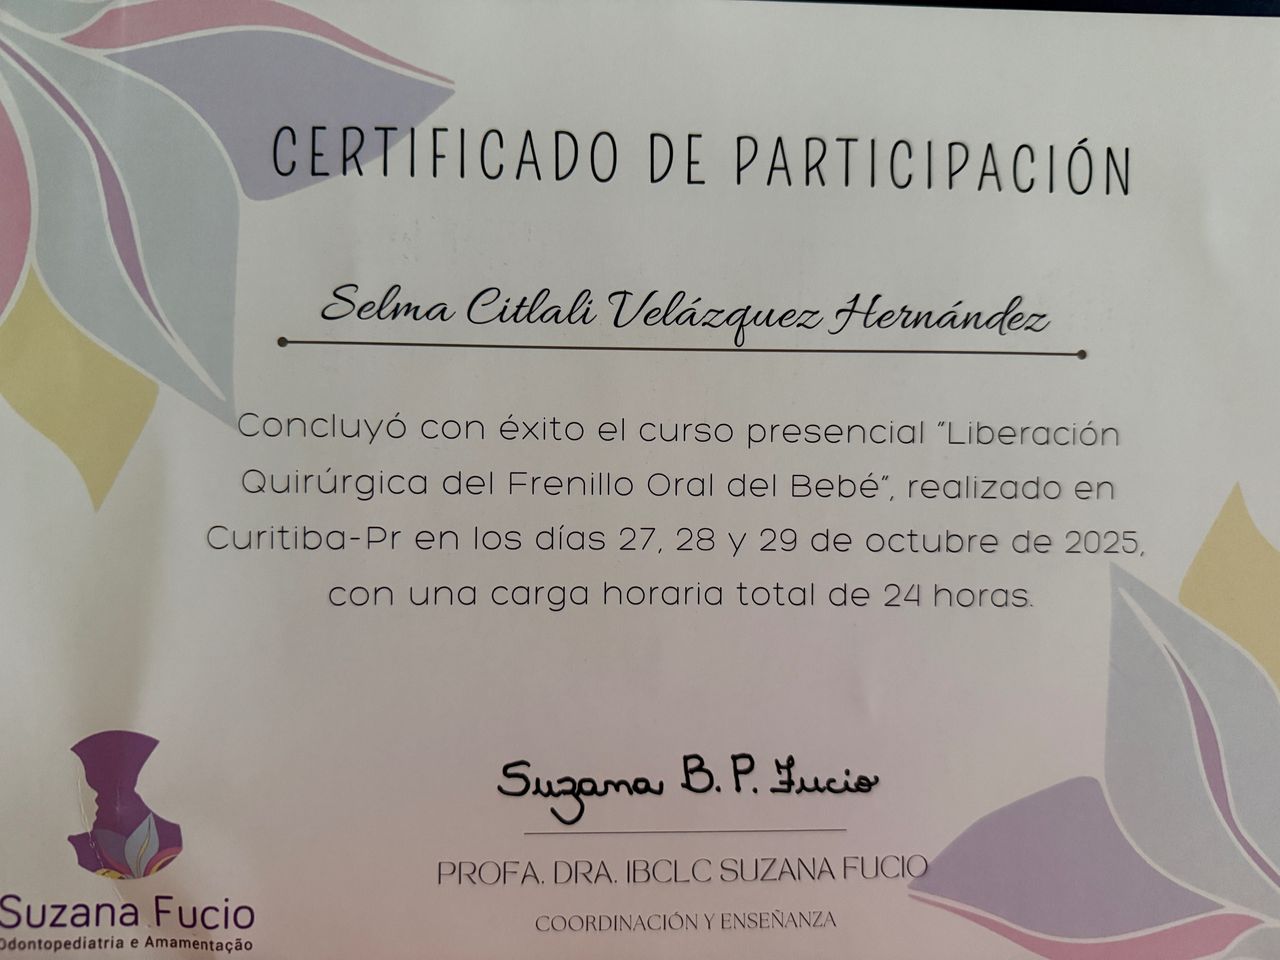 CERTIFICADO DE PARTICIPACIÓN
Selma Citlali Velázquez Hernández
Concluyó con éxito el curso presencial "Liberación
Quirúrgica del Frenillo Oral del Bebé", realizado en
Curitiba-Pr en los días 27, 28 y 29 de octubre de 2025,
con una carga horaria total de 24 horas.
Suzana B. P. Fucio
PROFA. DRA. IBCLC SUZANA FUCIO
COORDINACIÓN Y ENSEÑANZA
Suzana Fucio
Odontopediatria e Amamentação